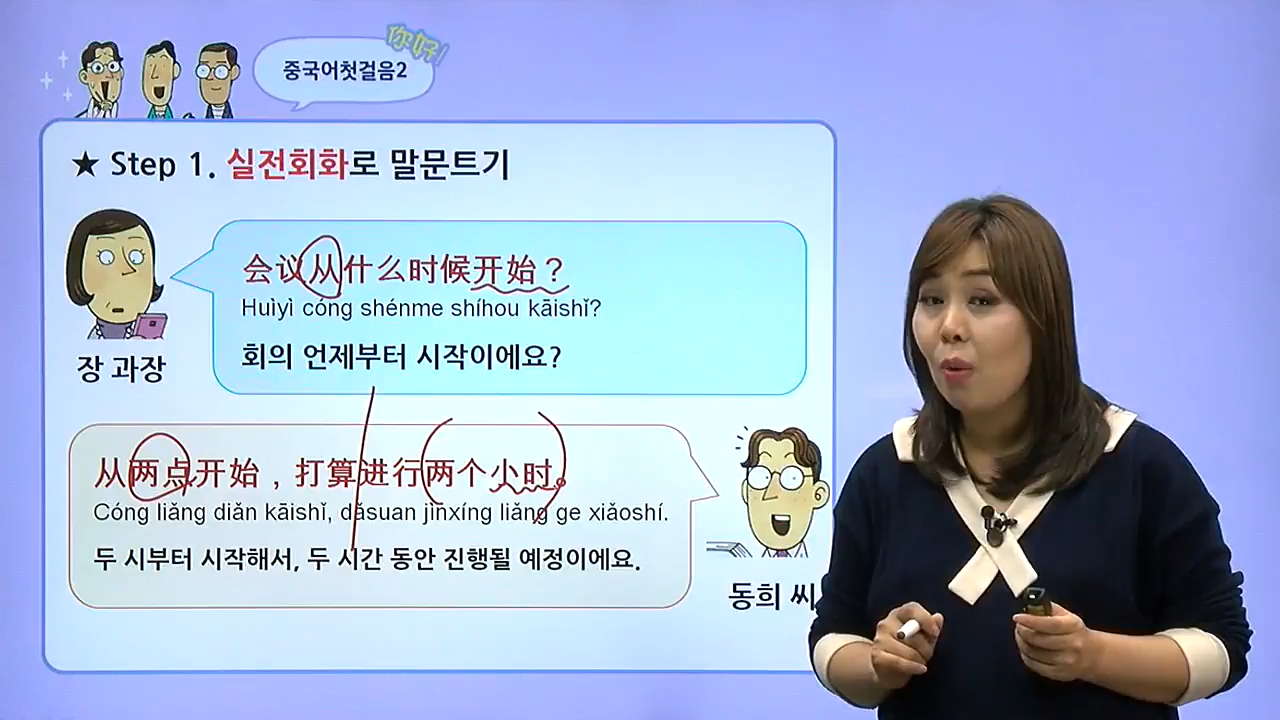 你好!
중국어첫걸음2
★ Step 1. 실전회화로 말문트기
会议从什么时候开始？
Huìyì cóng shénme shíhou kāishǐ?
회의 언제부터 시작이에요?
장 과장
从两点开始，打算进行两个小时。
Cóng liǎng diǎn kāishǐ, dǎsuan jìnxíng liǎng ge xiǎoshí.
두 시부터 시작해서, 두 시간 동안 진행될 예정이에요.
동희 씨